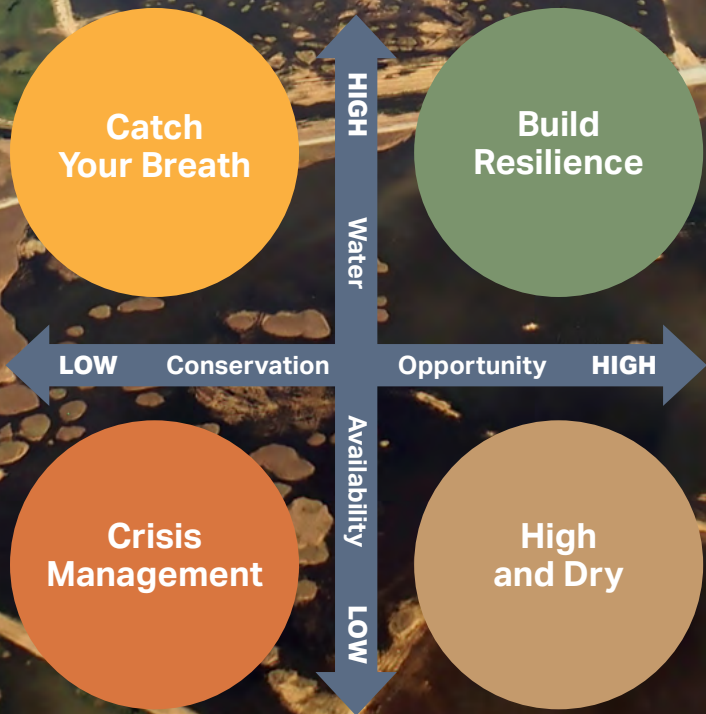 Catch
Your Breath
HIGH
Water
Build
Resilience
LOW Conservation Opportunity HIGH
Availability
LOW
Crisis
Management
High
and Dry